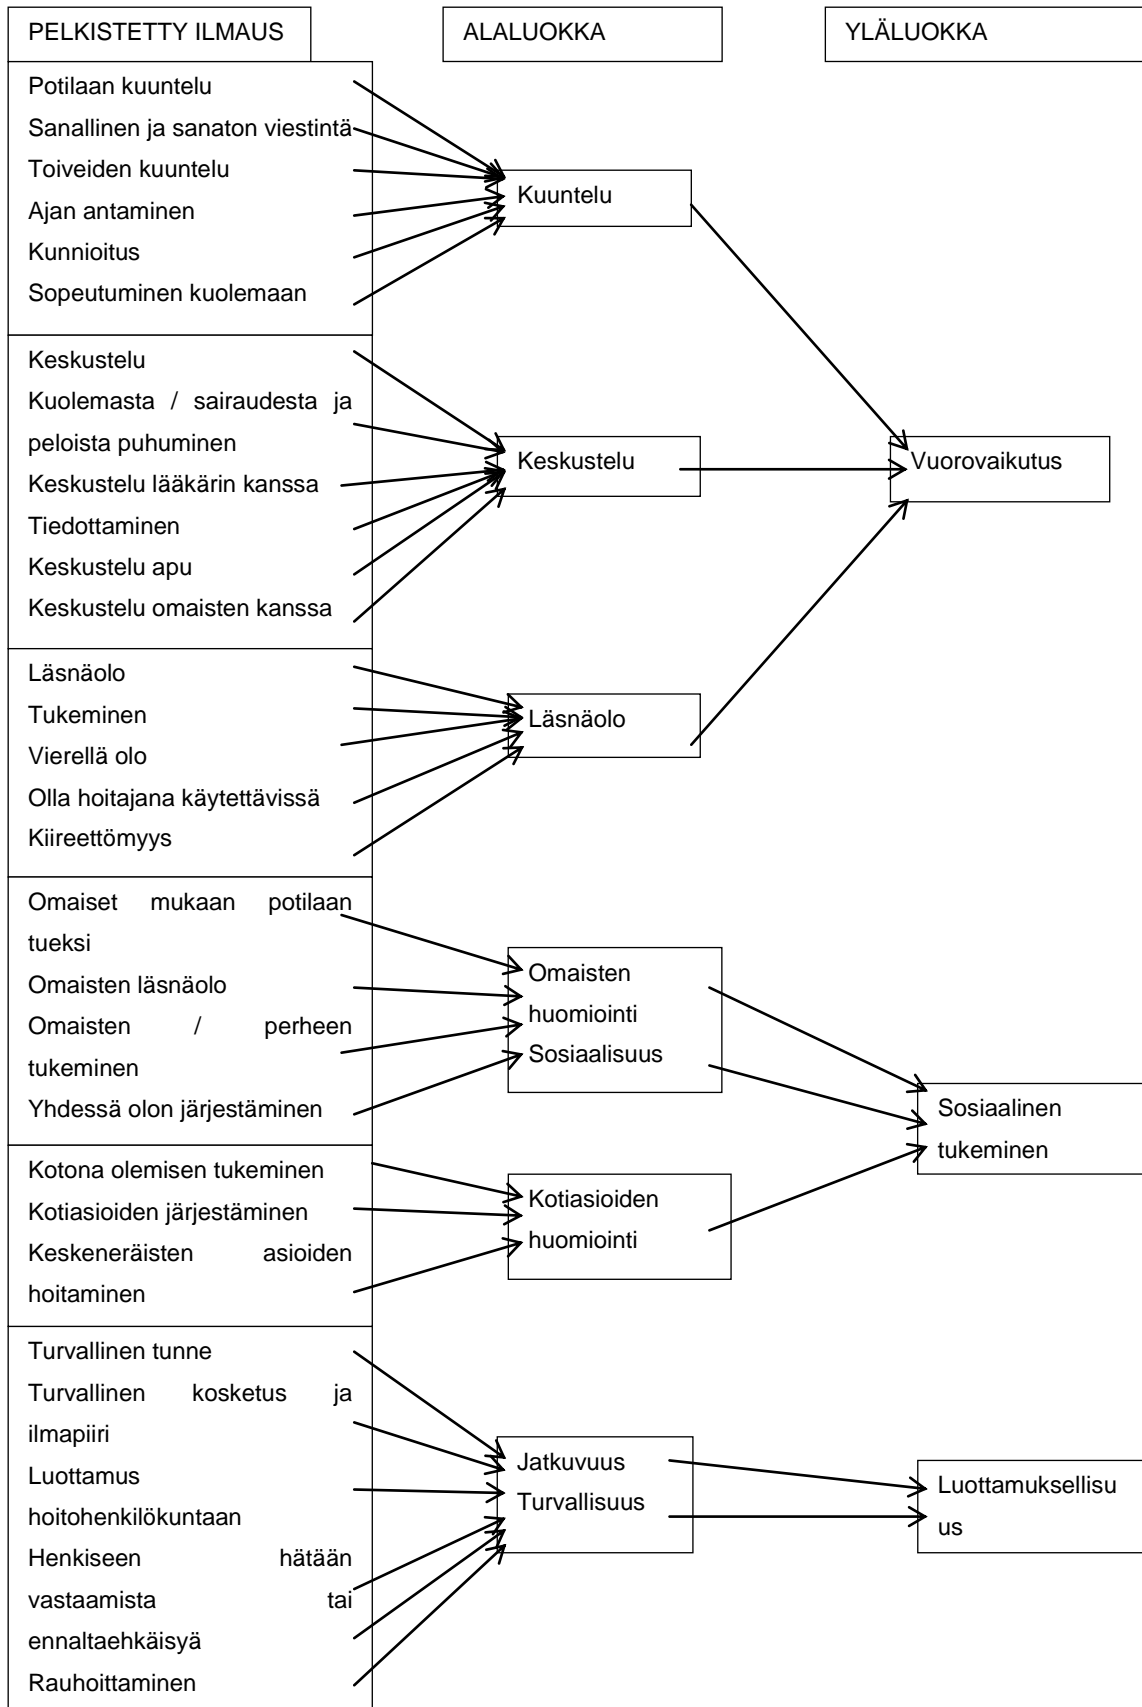 PELKISTETTY ILMAUS
ALALUOKKA
YLÄLUOKKA
Potilaan kuuntelu
Sanallinen ja sanaton viestintä
Toiveiden kuuntelu
Ajan antaminen
Kunnioitus
Sopeutuminen kuolemaan
Kuuntelu
Keskustelu
Kuolemasta / sairaudesta ja
peloista puhuminen
Keskustelu lääkärin kanssa
Tiedottaminen
Keskustelu apu
Keskustelu omaisten kanssa
Keskustelu
Vuorovaikutus
Läsnäolo
Tukeminen
Vierellä olo
Olla hoitajana käytettävissä
Kiireettömyys
Läsnäolo
Omaiset mukaan potilaan
tueksi
Omaisten läsnäolo
Omaisten / perheen
tukeminen
Yhdessä olon järjestäminen
Omaisten
huomiointi
Sosiaalisuus
Sosiaalinen
tukeminen
Kotona olemisen tukeminen
Kotiasioiden järjestäminen
Keskeneräisten asioiden
hoitaminen
Kotiasioiden
huomiointi
Turvallinen tunne
Turvallinen kosketus ja
ilmapiiri
Luottamus
hoitohenkilökuntaan
Henkiseen hätään
vastaamista tai
ennaltaehkäisyä
Rauhoittaminen
Jatkuvuus
Turvallisuus
Luottamuksellisu
us